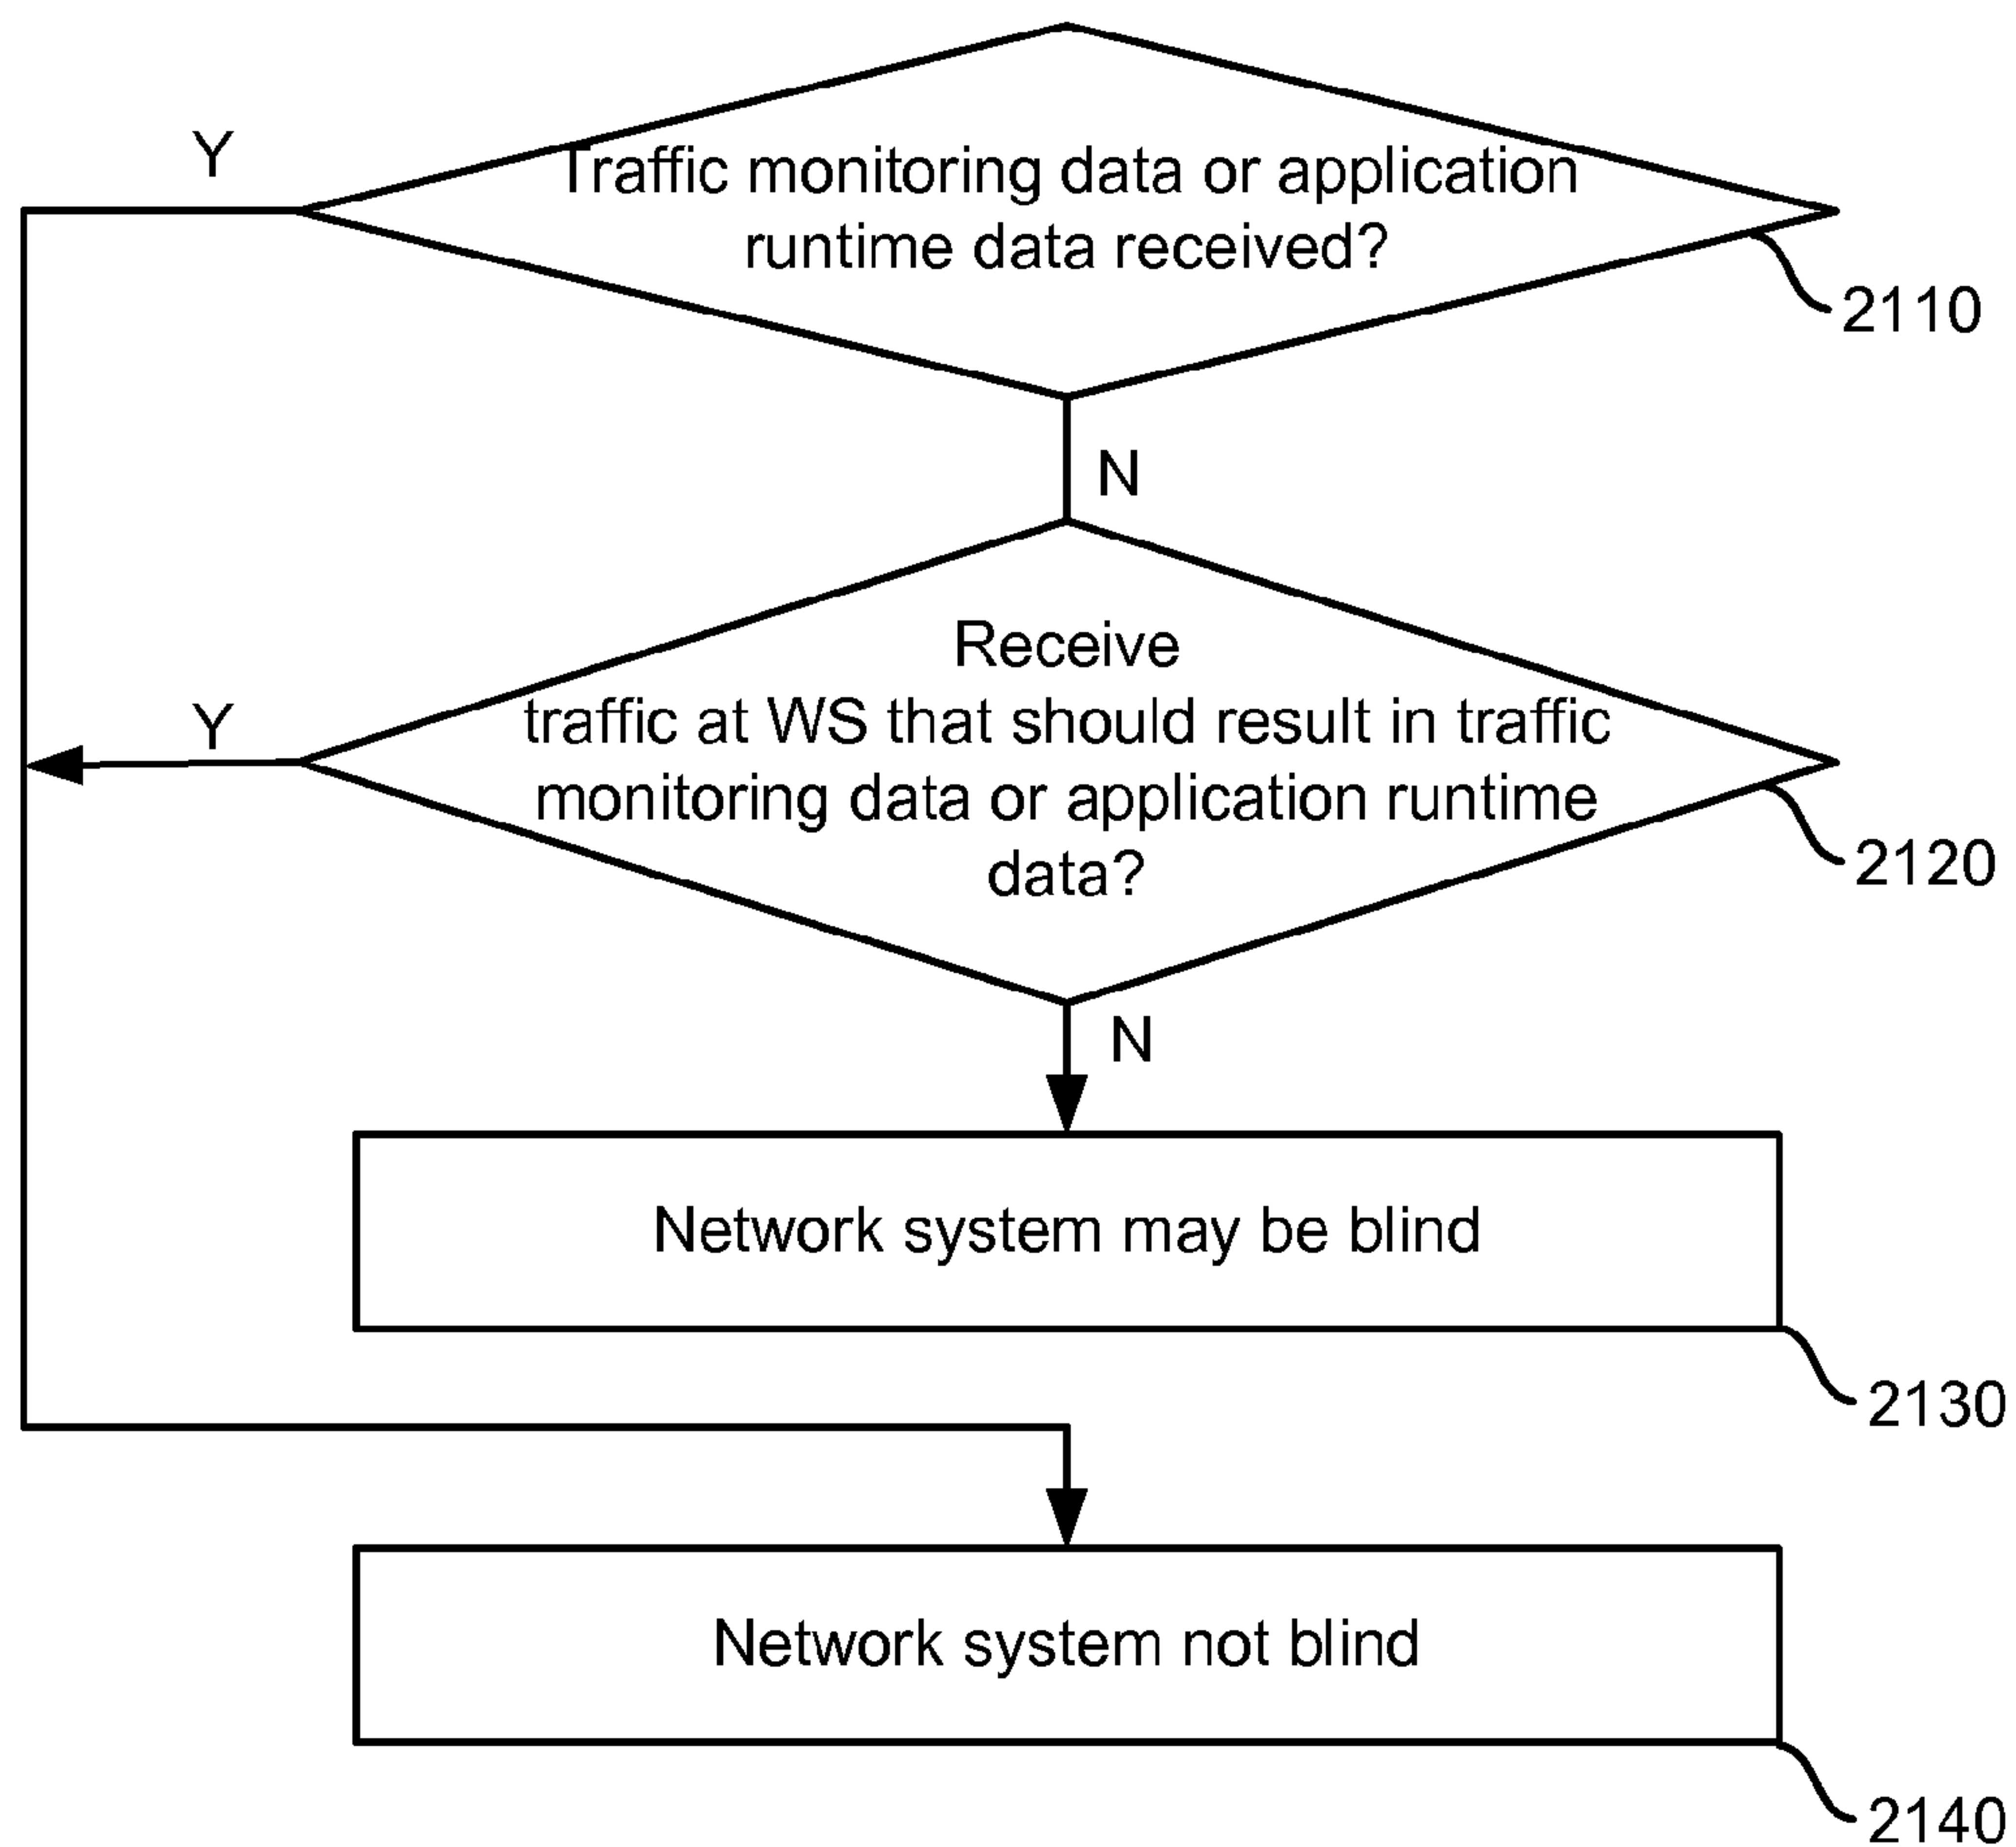 Y
Traffic monitoring data or application
runtime data received?
2110
N
Receive
traffic at WS that should result in traffic
monitoring data or application runtime
data?
Y
2120
N
Network system may be blind
2130
Network system not blind
2140